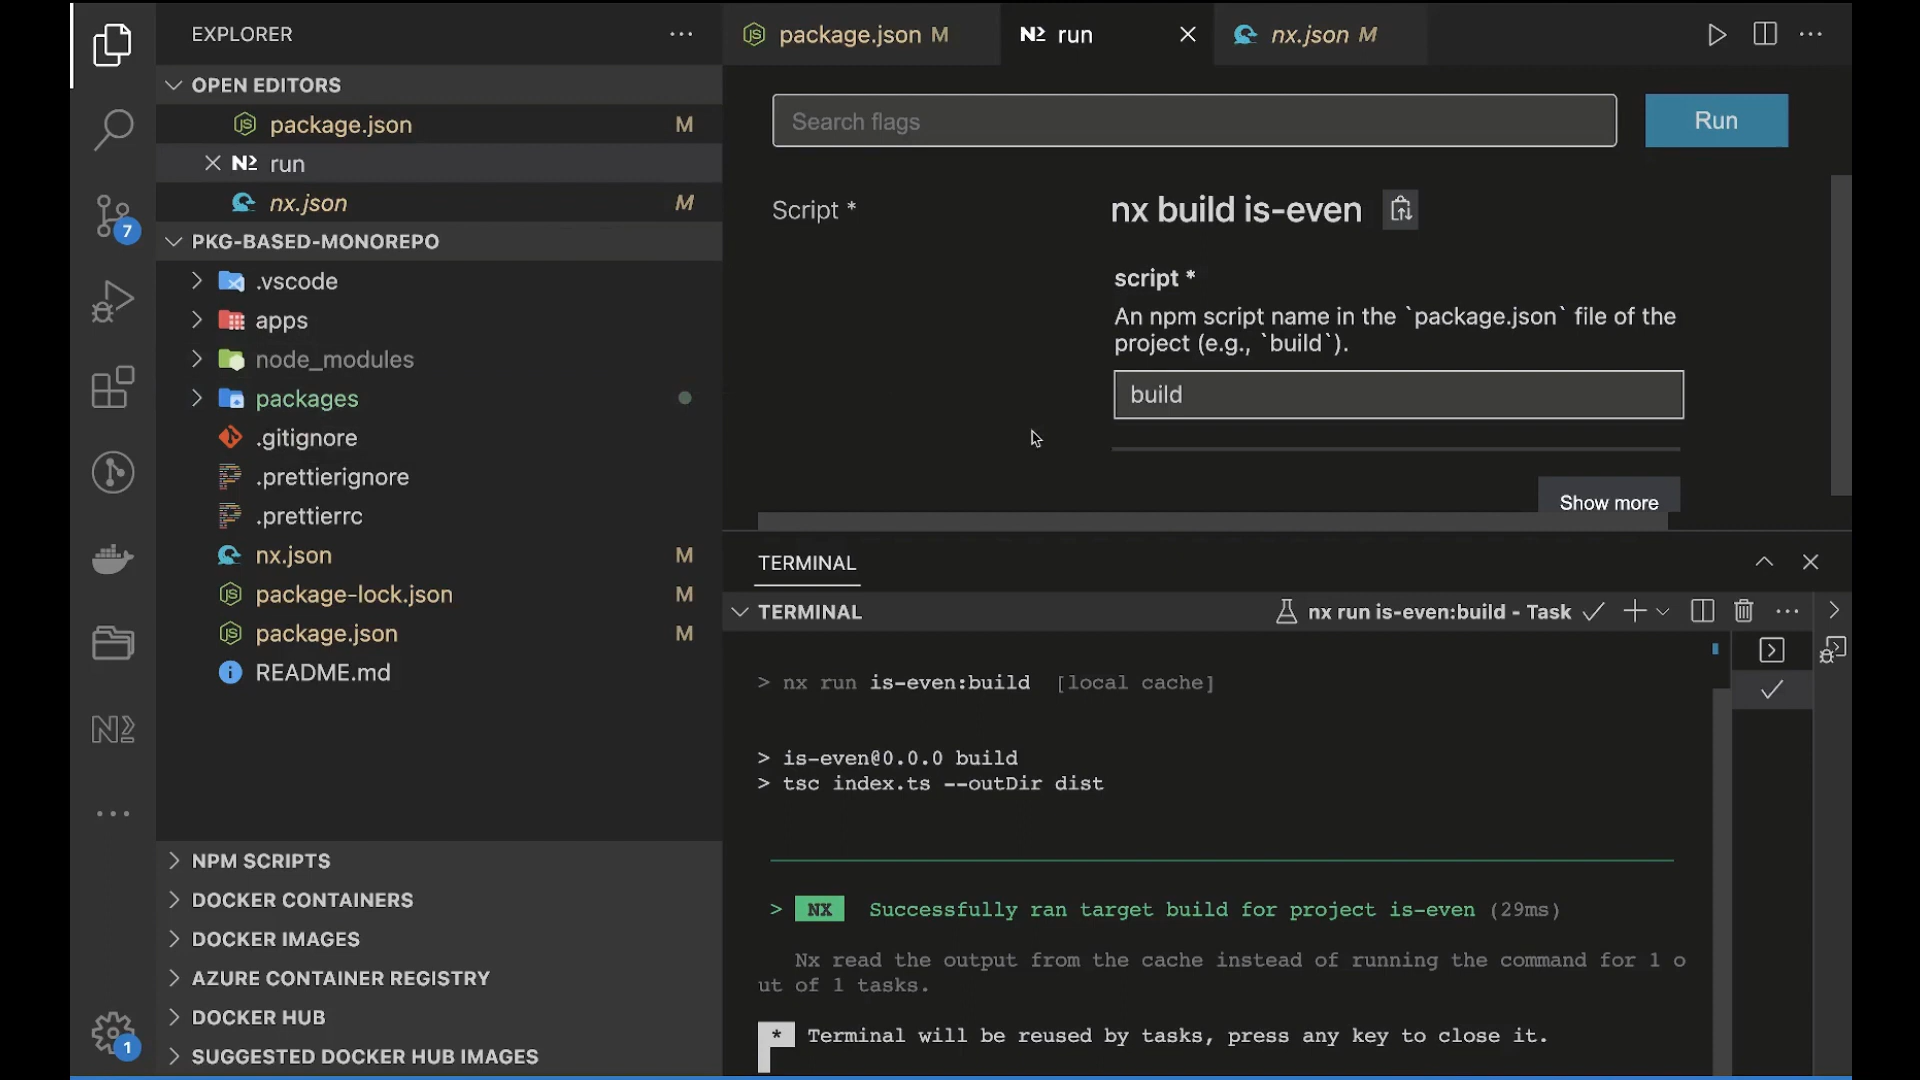 EXPLORER
OPEN EDITORS
package.json M
run
nx.json M
PKG-BASED-MONOREPO
.vscode
apps
node_modules
packages
.gitignore
.prettierignore
.prettierrc
nx.json M
package-lock.json M
package.json M
README.md
NPM SCRIPTS
DOCKER CONTAINERS
DOCKER IMAGES
AZURE CONTAINER REGISTRY
DOCKER HUB
SUGGESTED DOCKER HUB IMAGES
7
1
package.json M run nx.json M
Search flags Run
Script * nx build is-even
script *
An npm script name in the `package.json` file of the
project (e.g., `build`).
build
Show more
TERMINAL
TERMINAL nx run is-even:build - Task
> nx run is-even:build [local cache]
> is-even@0.0.0 build
> tsc index.ts --outDir dist
> NX Successfully ran target build for project is-even (29ms)
Nx read the output from the cache instead of running the command for 1 o
ut of 1 tasks.
* Terminal will be reused by tasks, press any key to close it.